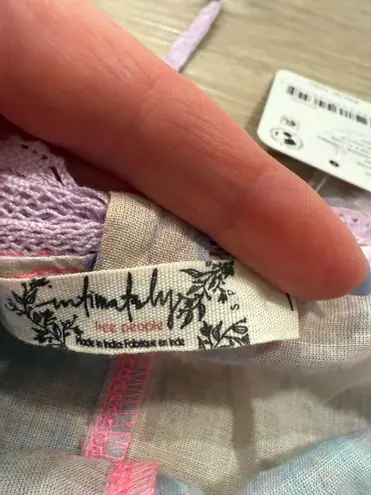 intimately
free people
Made in India Fabriqué en Inde